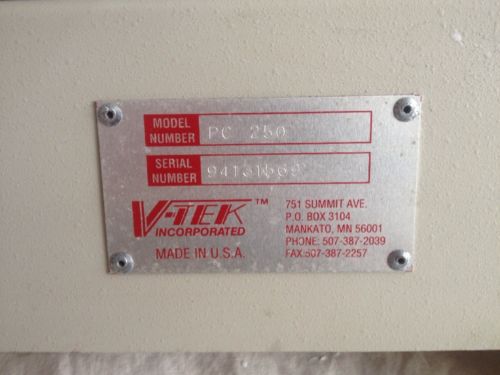 MODEL NUMBER PC 250
SERIAL NUMBER 94131569
V-TEK™ INCORPORATED
MADE IN U.S.A.
751 SUMMIT AVE.
P.O. BOX 3104
MANKATO, MN 56001
PHONE: 507-387-2039
FAX:507-387-2257